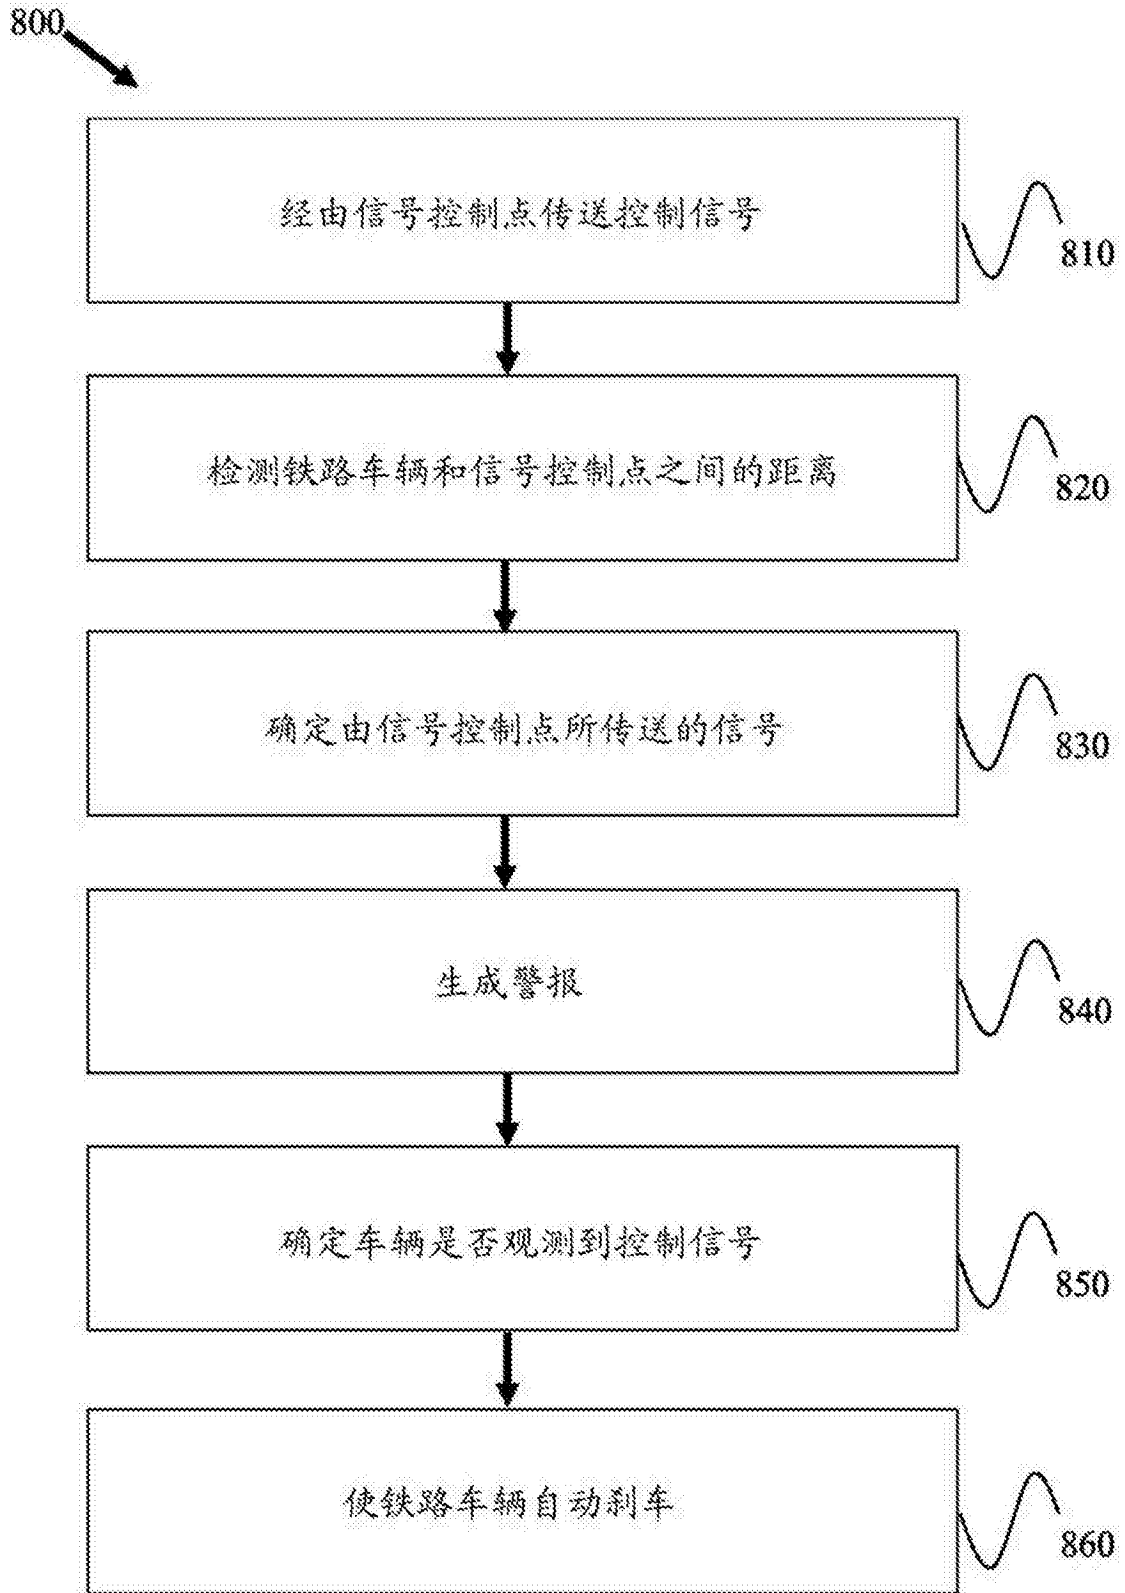 800
经由信号控制点传送控制信号
810
检测铁路车辆和信号控制点之间的距离
820
确定由信号控制点所传送的信号
830
生成警报
840
确定车辆是否观测到控制信号
850
使铁路车辆自动刹车
860